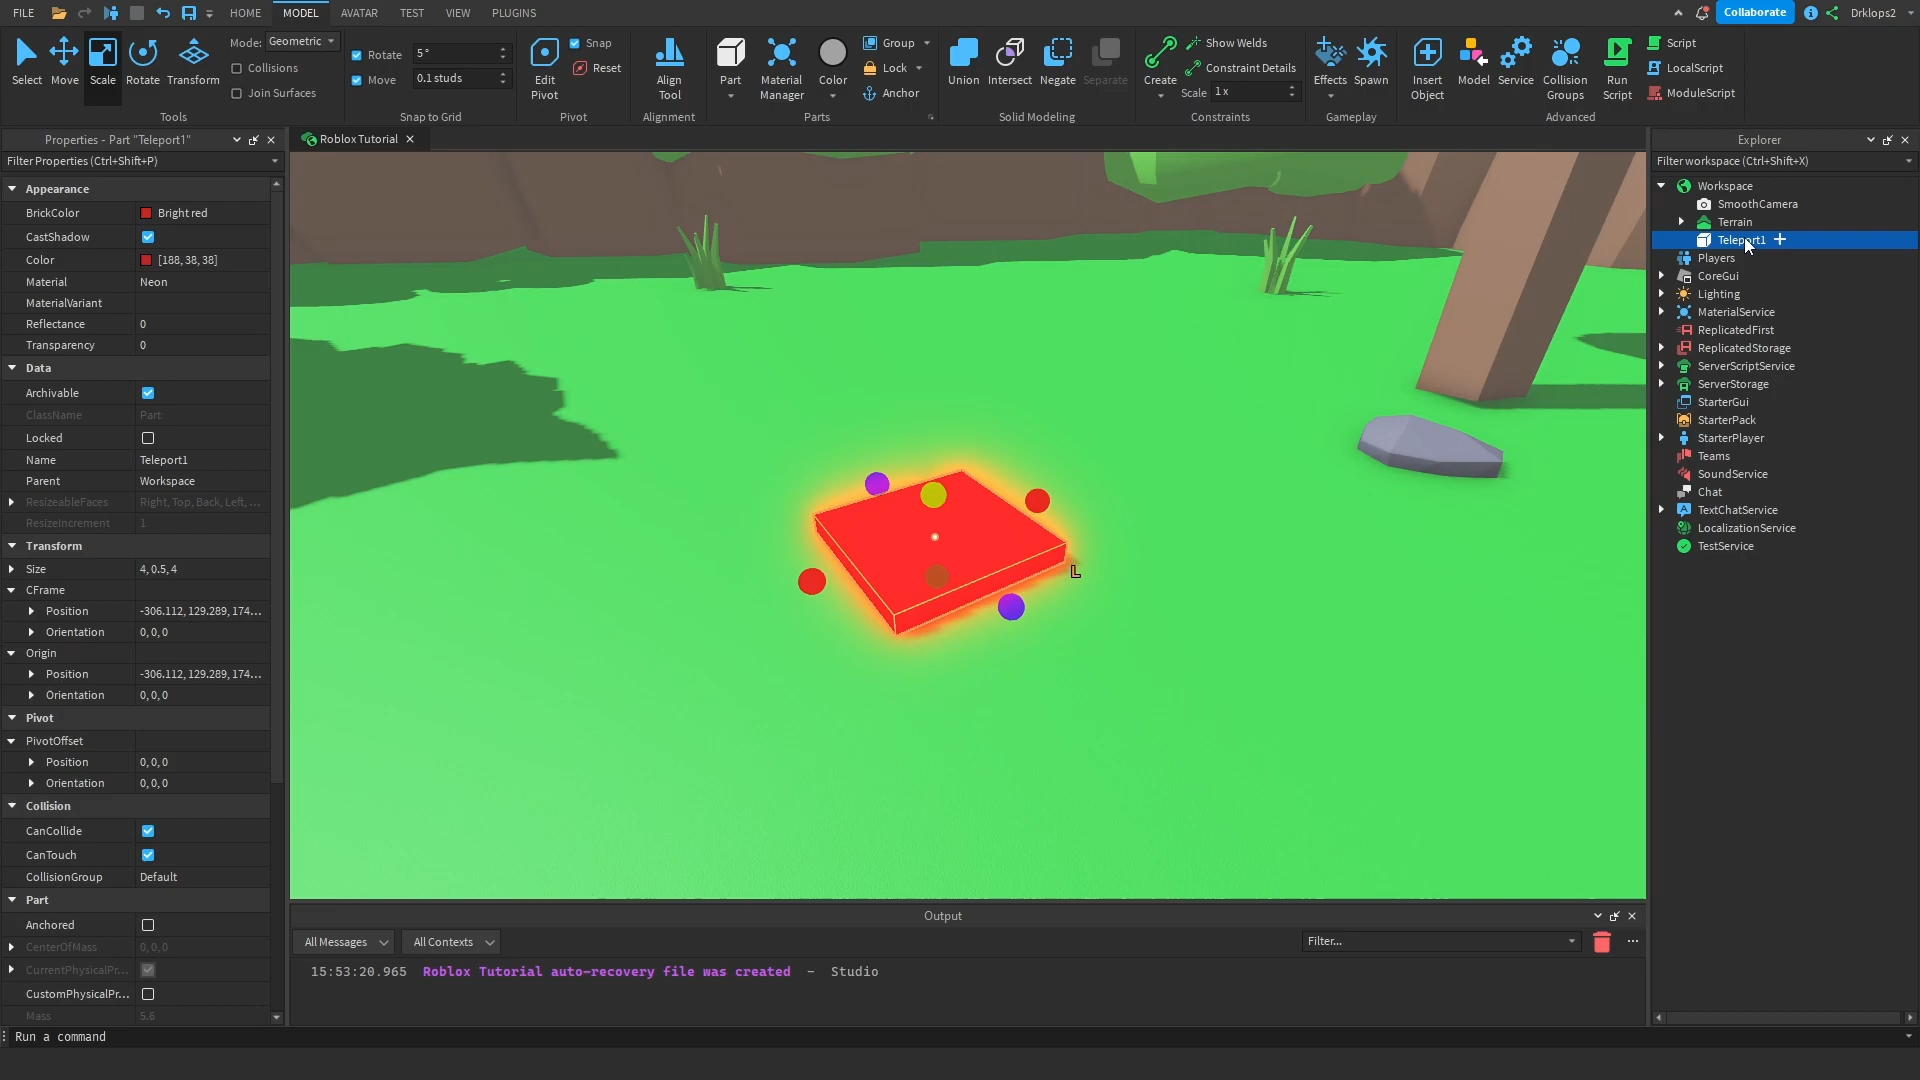 FILE HOME MODEL AVATAR TEST VIEW PLUGINS Collaborate Drklops2
Select Move Scale Rotate Transform
Mode: Geometric
Collisions
Join Surfaces
Tools
Rotate 5°
Move 0.1 studs
Snap to Grid
Edit Pivot
Snap
Reset
Pivot
Align Tool
Alignment
Part
Material Manager
Color
Group
Lock
Anchor
Parts
Union Intersect Negate Separate
Solid Modeling
Create
Show Welds
Constraint Details
Scale 1 x
Constraints
Effects Spawn
Gameplay
Insert Object
Model
Service
Collision Groups
Run Script
Script
LocalScript
ModuleScript
Advanced
Properties - Part "Teleport1"
Filter Properties (Ctrl+Shift+P)
Appearance
BrickColor Bright red
CastShadow
Color [188, 38, 38]
Material Neon
MaterialVariant
Reflectance 0
Transparency 0
Data
Archivable
ClassName Part
Locked
Name Teleport1
Parent Workspace
ResizeableFaces Right, Top, Back, Left, ...
ResizeIncrement 1
Transform
Size 4, 0.5, 4
CFrame
Position -306.112, 129.289, 174...
Orientation 0, 0, 0
Origin
Position -306.112, 129.289, 174...
Orientation 0, 0, 0
Pivot
PivotOffset
Position 0, 0, 0
Orientation 0, 0, 0
Collision
CanCollide
CanTouch
CollisionGroup Default
Part
Anchored
CenterOfMass 0, 0, 0
CurrentPhysicalPr...
CustomPhysicalPr...
Mass 5.6
Roblox Tutorial
L
Output
All Messages All Contexts Filter...
15:53:20.965 Roblox Tutorial auto-recovery file was created - Studio
Explorer
Filter workspace (Ctrl+Shift+X)
Workspace
SmoothCamera
Terrain
Teleport1
Players
CoreGui
Lighting
MaterialService
ReplicatedFirst
ReplicatedStorage
ServerScriptService
ServerStorage
StarterGui
StarterPack
StarterPlayer
Teams
SoundService
Chat
TextChatService
LocalizationService
TestService
Run a command